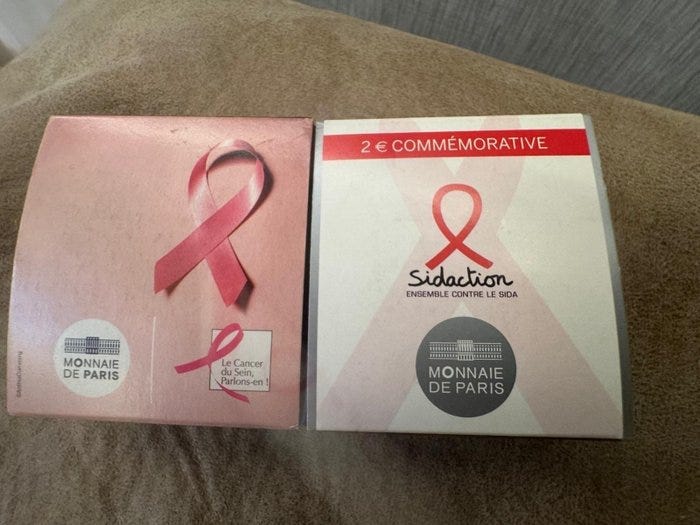 MONNAIE
DE PARIS
Le Cancer
du Sein,
Parlons-en !
2 € COMMÉMORATIVE
Sidaction
ENSEMBLE CONTRE LE SIDA
MONNAIE
DE PARIS